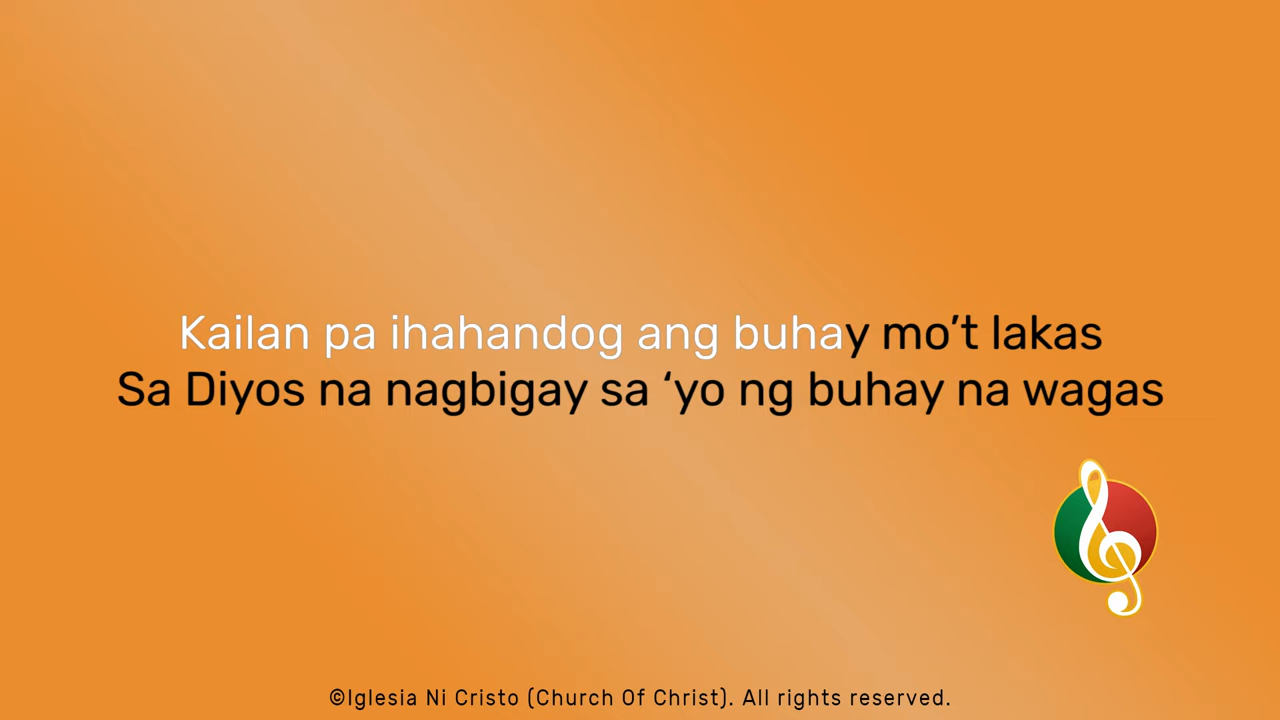 Kailan pa ihahandog ang buhay mo’t lakas
Sa Diyos na nagbigay sa ‘yo ng buhay na wagas
©Iglesia Ni Cristo (Church Of Christ). All rights reserved.